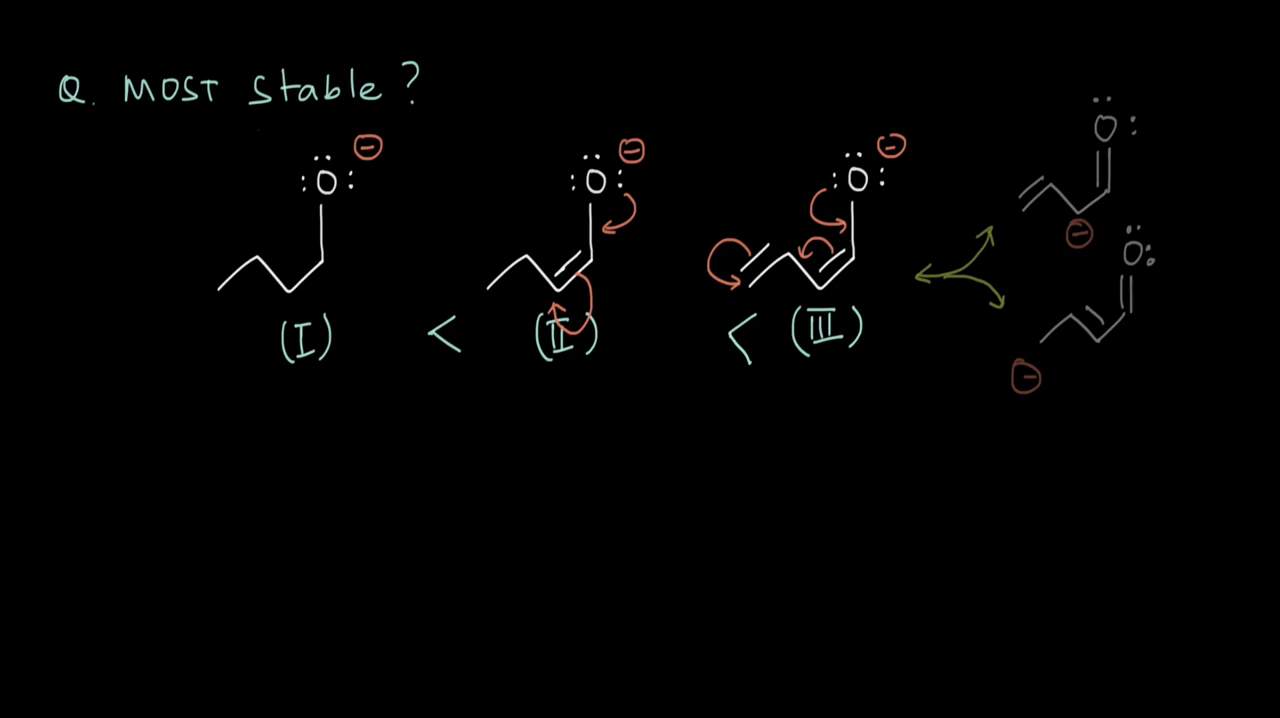 Q. MOST Stable?
:O: ⊖ :O: ⊖ :O: ⊖ O:
⊖
O:
(I) < (II) < (III)
⊖